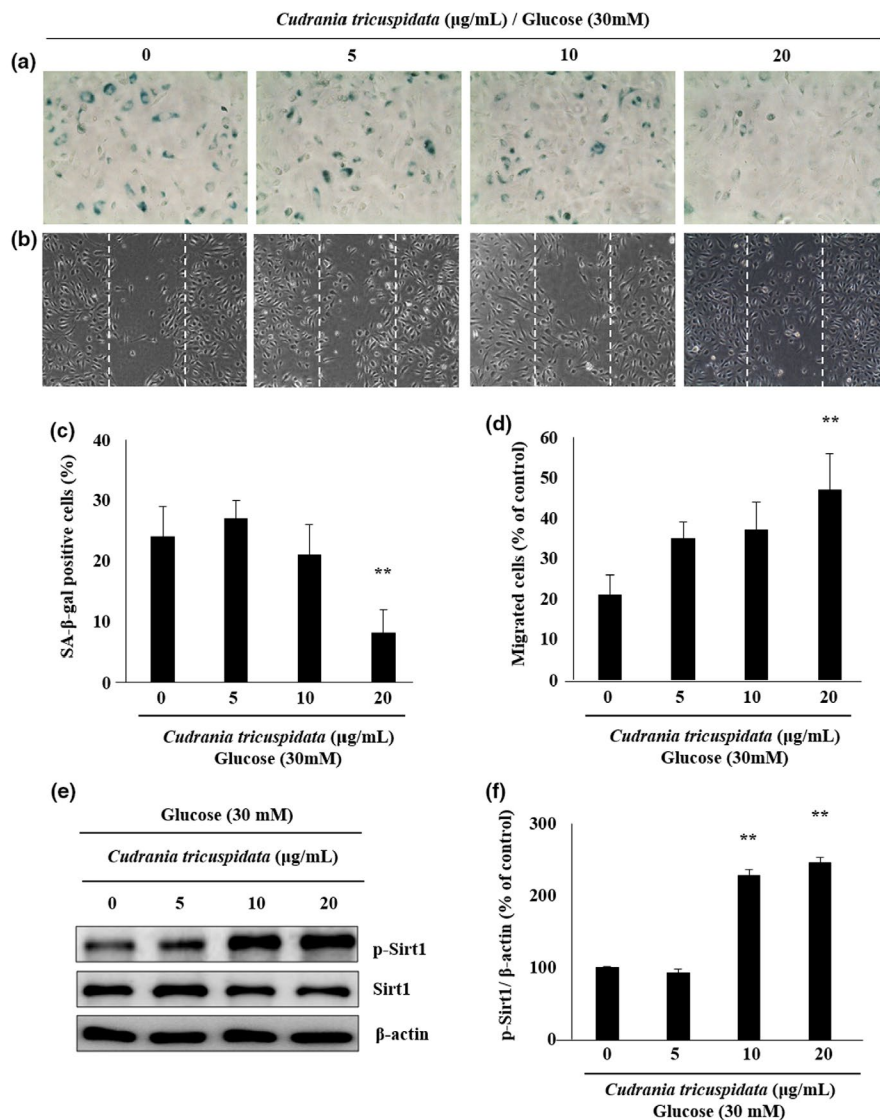 Cudrania tricuspidata (μg/mL) / Glucose (30mM)
0 5 10 20
(a)
(b)
(c)
SA-β-gal positive cells (%)
40
30
20
10
0
**
0 5 10 20
Cudrania tricuspidata (μg/mL)
Glucose (30mM)
(d)
Migrated cells (% of control)
60
50
40
30
20
10
0
**
0 5 10 20
Cudrania tricuspidata (μg/mL)
Glucose (30mM)
(e)
Glucose (30 mM)
Cudrania tricuspidata (μg/mL)
0 5 10 20
p-Sirt1
Sirt1
β-actin
(f)
p-Sirt1/ β-actin (% of control)
300
200
100
0
** **
0 5 10 20
Cudrania tricuspidata (μg/mL)
Glucose (30 mM)